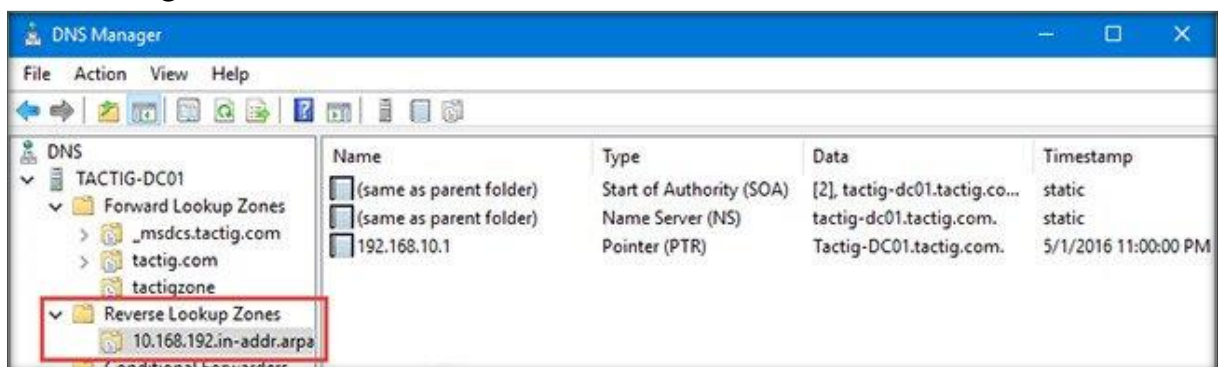 DNS Manager
File Action View Help
DNS
TACTIG-DC01
Forward Lookup Zones
_msdcs.tactig.com
tactig.com
tactigzone
Reverse Lookup Zones
10.168.192.in-addr.arpa
Conditional Forwarders
Name Type Data Timestamp
(same as parent folder) Start of Authority (SOA) [2], tactig-dc01.tactig.co... static
(same as parent folder) Name Server (NS) tactig-dc01.tactig.com. static
192.168.10.1 Pointer (PTR) Tactig-DC01.tactig.com. 5/1/2016 11:00:00 PM